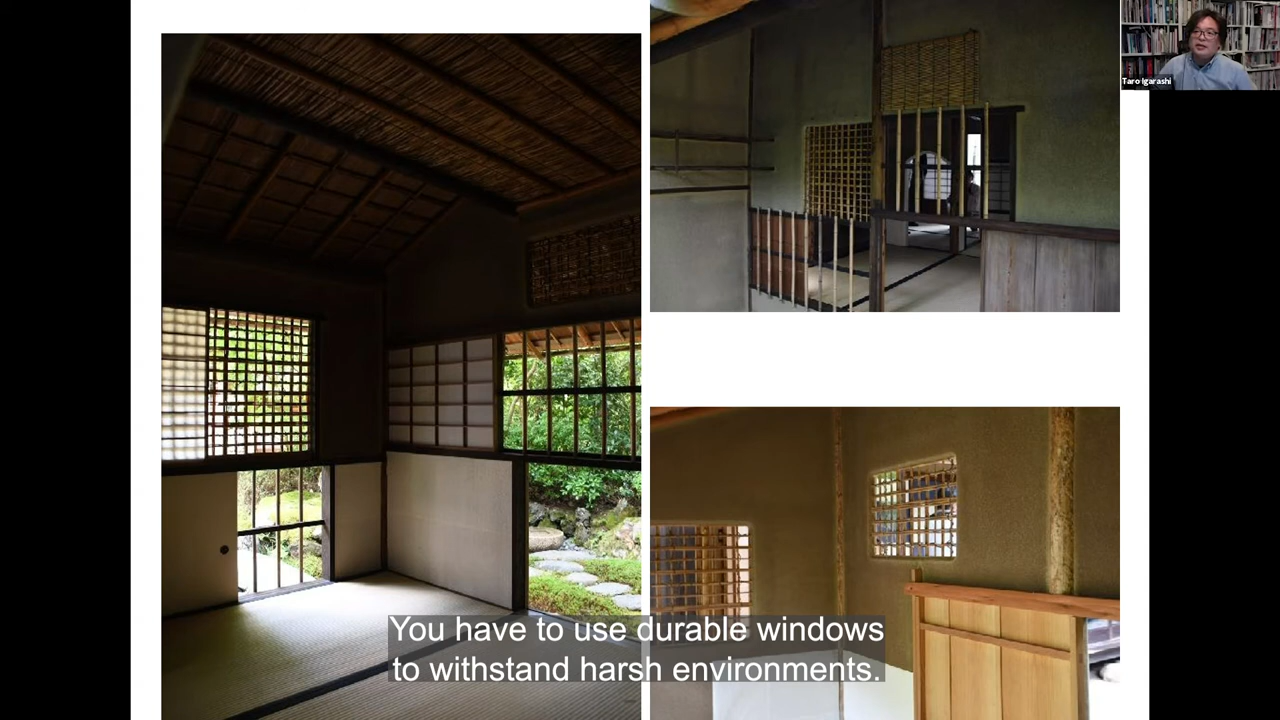 Taro Igarashi
You have to use durable windows
to withstand harsh environments.